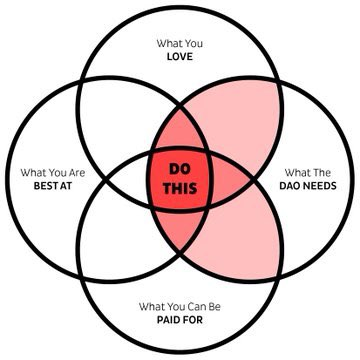 What You
LOVE
What You Are
BEST AT
DO
THIS
What The
DAO NEEDS
What You Can Be
PAID FOR